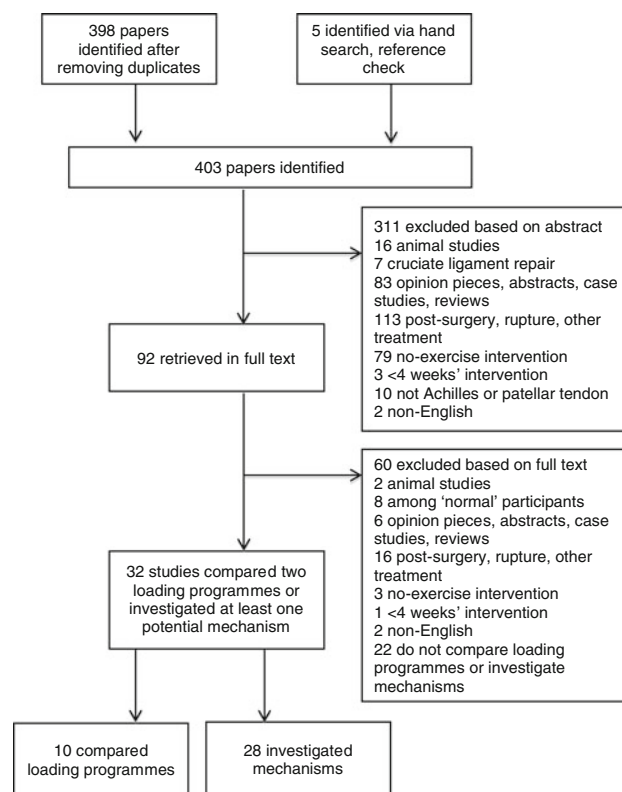 398 papers
identified after
removing duplicates
5 identified via hand
search, reference
check
403 papers identified
311 excluded based on abstract
16 animal studies
7 cruciate ligament repair
83 opinion pieces, abstracts, case
studies, reviews
113 post-surgery, rupture, other
treatment
79 no-exercise intervention
3 <4 weeks' intervention
10 not Achilles or patellar tendon
2 non-English
92 retrieved in full text
60 excluded based on full text
2 animal studies
8 among ‘normal’ participants
6 opinion pieces, abstracts, case
studies, reviews
16 post-surgery, rupture, other
treatment
3 no-exercise intervention
1 <4 weeks' intervention
2 non-English
22 do not compare loading
programmes or investigate
mechanisms
32 studies compared two
loading programmes or
investigated at least one
potential mechanism
10 compared
loading programmes
28 investigated
mechanisms